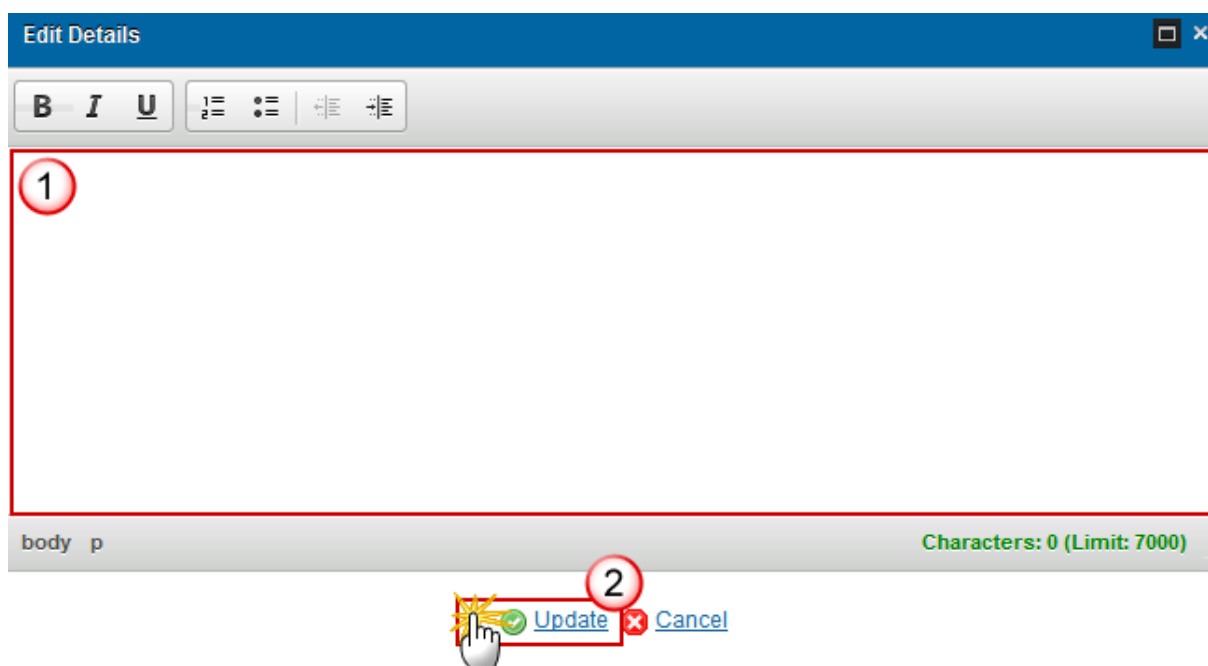 Edit Details
B I U
1
body p Characters: 0 (Limit: 7000)
2
Update Cancel